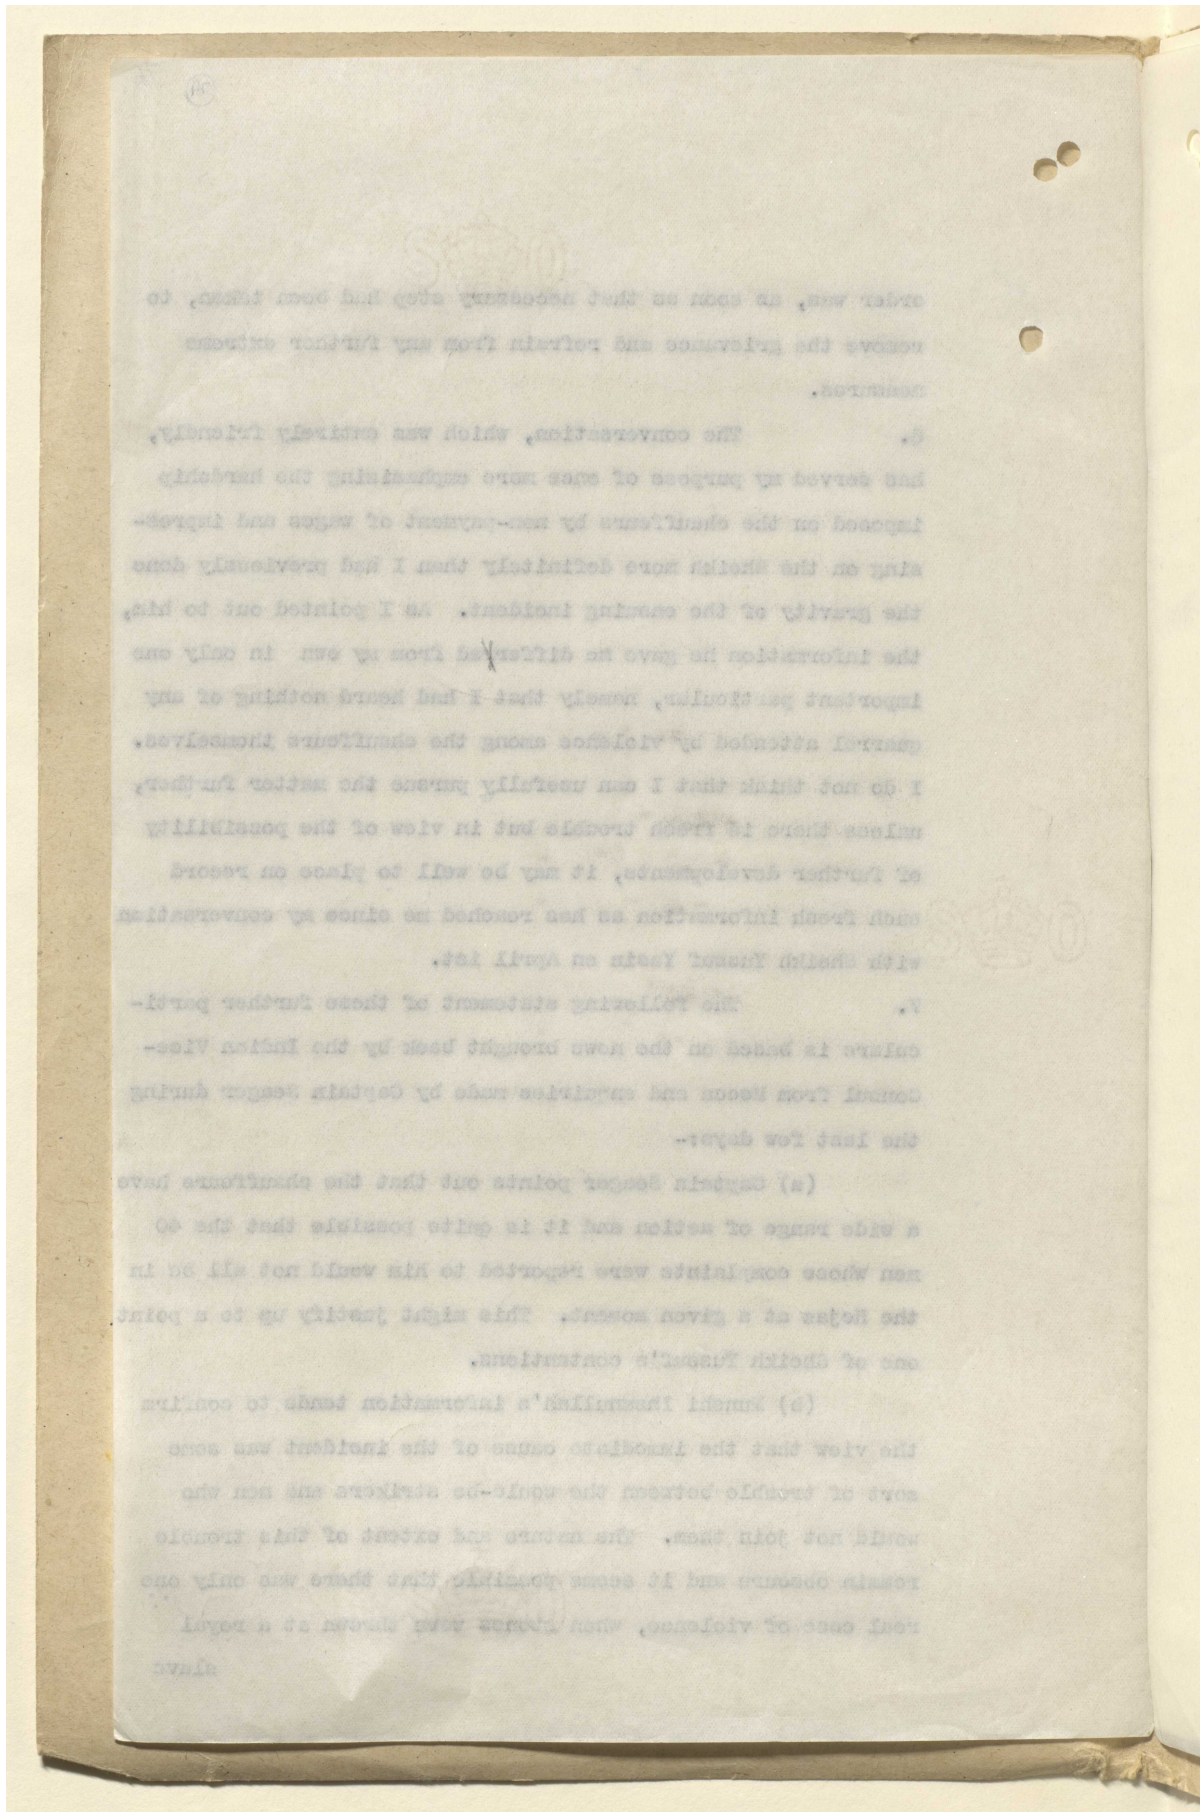 order was, as soon as that necessary step had been taken, to
remove the grievance and refrain from any further extreme
measures.
6. The conversation, which was entirely friendly,
has served my purpose of once more emphasising the hardship
imposed on the chauffeurs by non-payment of wages and impres-
sing on the Sheikh more definitely than I had previously done
the gravity of the ensuing incident. As I pointed out to him,
the information he gave me differed from my own in only one
important particular, namely that I had heard nothing of any
quarrel attended by violence among the chauffeurs themselves.
I do not think that I can usefully pursue the matter further,
unless there is fresh trouble but in view of the possibility
of further developments, it may be well to place on record
such fresh information as has reached me since my conversation
with Sheikh Yussuf Yasin on April 1st.
7. The following statement of these further parti-
culars is based on the news brought back by the Indian Vice-
Consul from Mecca and enquiries made by Captain Seager during
the last few days:-
(a) Captain Seager points out that the chauffeurs have
a wide range of action and it is quite possible that the 40
men whose complaints were reported to him would not all be in
the Hejaz at a given moment. This might justify up to a point
one of Sheikh Yussuf's contentions.
(b) Munshi Ihsanullah's information tends to confirm
the view that the immediate cause of the incident was some
sort of trouble between the would-be strikers and men who
would not join them. The nature and extent of this trouble
remain obscure and it seems possible that there was only one
real case of violence, when stones were thrown at a royal
slave